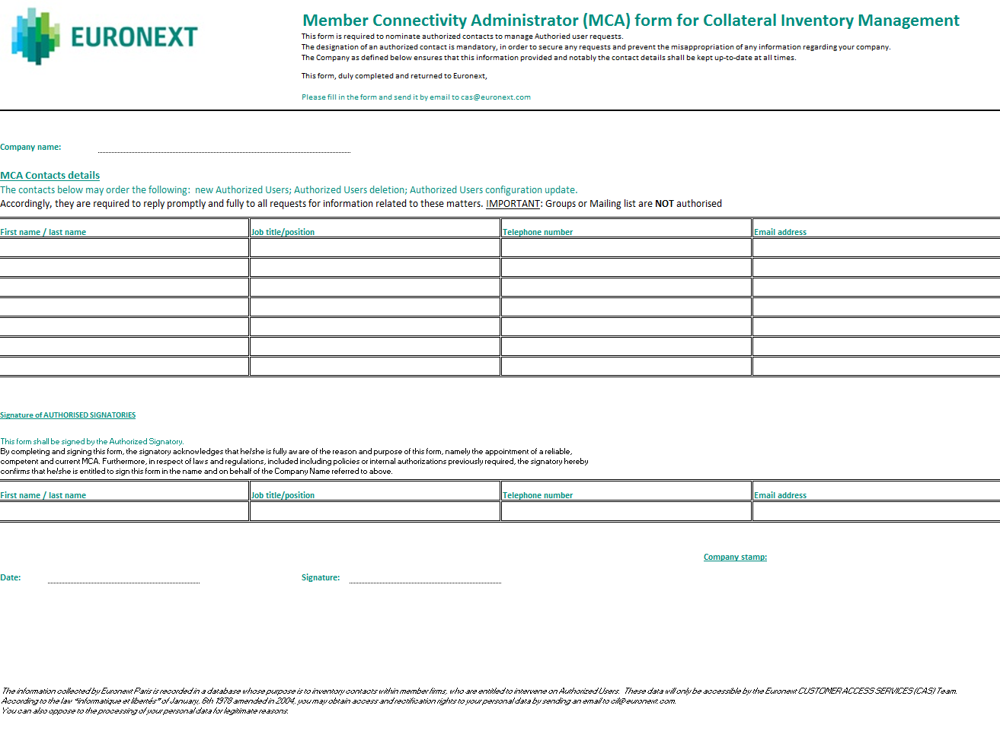 EURONEXT
Member Connectivity Administrator (MCA) form for Collateral Inventory Management
This form is required to nominate authorized contacts to manage Authoried user requests.
The designation of an authorized contact is mandatory, in order to secure any requests and prevent the misappropriation of any information regarding your company.
The Company as defined below ensures that this information provided and notably the contact details shall be kept up-to-date at all times.
This form, duly completed and returned to Euronext,
Please fill in the form and send it by email to cas@euronext.com
Company name:
MCA Contacts details
The contacts below may order the following:  new Authorized Users; Authorized Users deletion; Authorized Users configuration update.
Accordingly, they are required to reply promptly and fully to all requests for information related to these matters. IMPORTANT: Groups or Mailing list are NOT authorised
First name / last name Job title/position Telephone number Email address
Signature of AUTHORISED SIGNATORIES
This form shall be signed by the Authorized Signatory.
By completing and signing this form, the signatory acknowledges that he/she is fully aware of the reason and purpose of this form, namely the appointment of a reliable,
competent and current MCA. Furthermore, in respect of laws and regulations, included including policies or internal authorizations previously required, the signatory hereby
confirms that he/she is entitled to sign this form in the name and on behalf of the Company Name referred to above.
First name / last name Job title/position Telephone number Email address
Company stamp:
Date: Signature:
The information collected by Euronext Paris is recorded in a database whose purpose is to inventory contacts within member firms, who are entitled to intervene on Authorized Users.  These data will only be accessible by the Euronext CUSTOMER ACCESS SERVICES (CAS) Team.
According to the law "informatique et libertés" of January, 6th 1978 amended in 2004, you may obtain access and rectification rights to your personal data by sending an email to cil@euronext.com.
You can also oppose to the processing of your personal data for legitimate reasons.